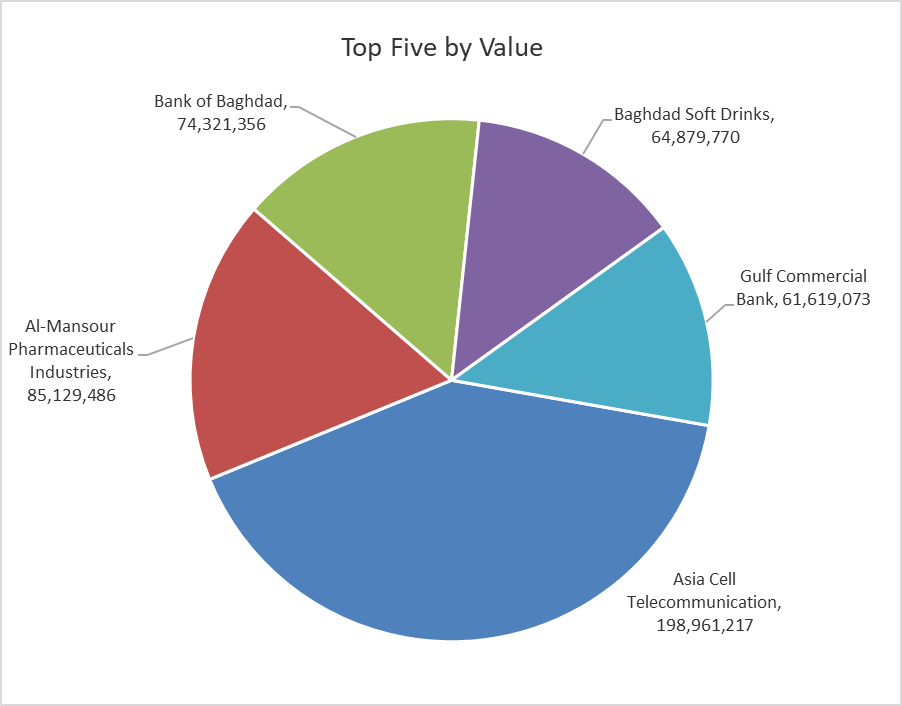 Top Five by Value
Bank of Baghdad,
74,321,356
Baghdad Soft Drinks,
64,879,770
Gulf Commercial
Bank, 61,619,073
Al-Mansour
Pharmaceuticals
Industries,
85,129,486
Asia Cell
Telecommunication,
198,961,217